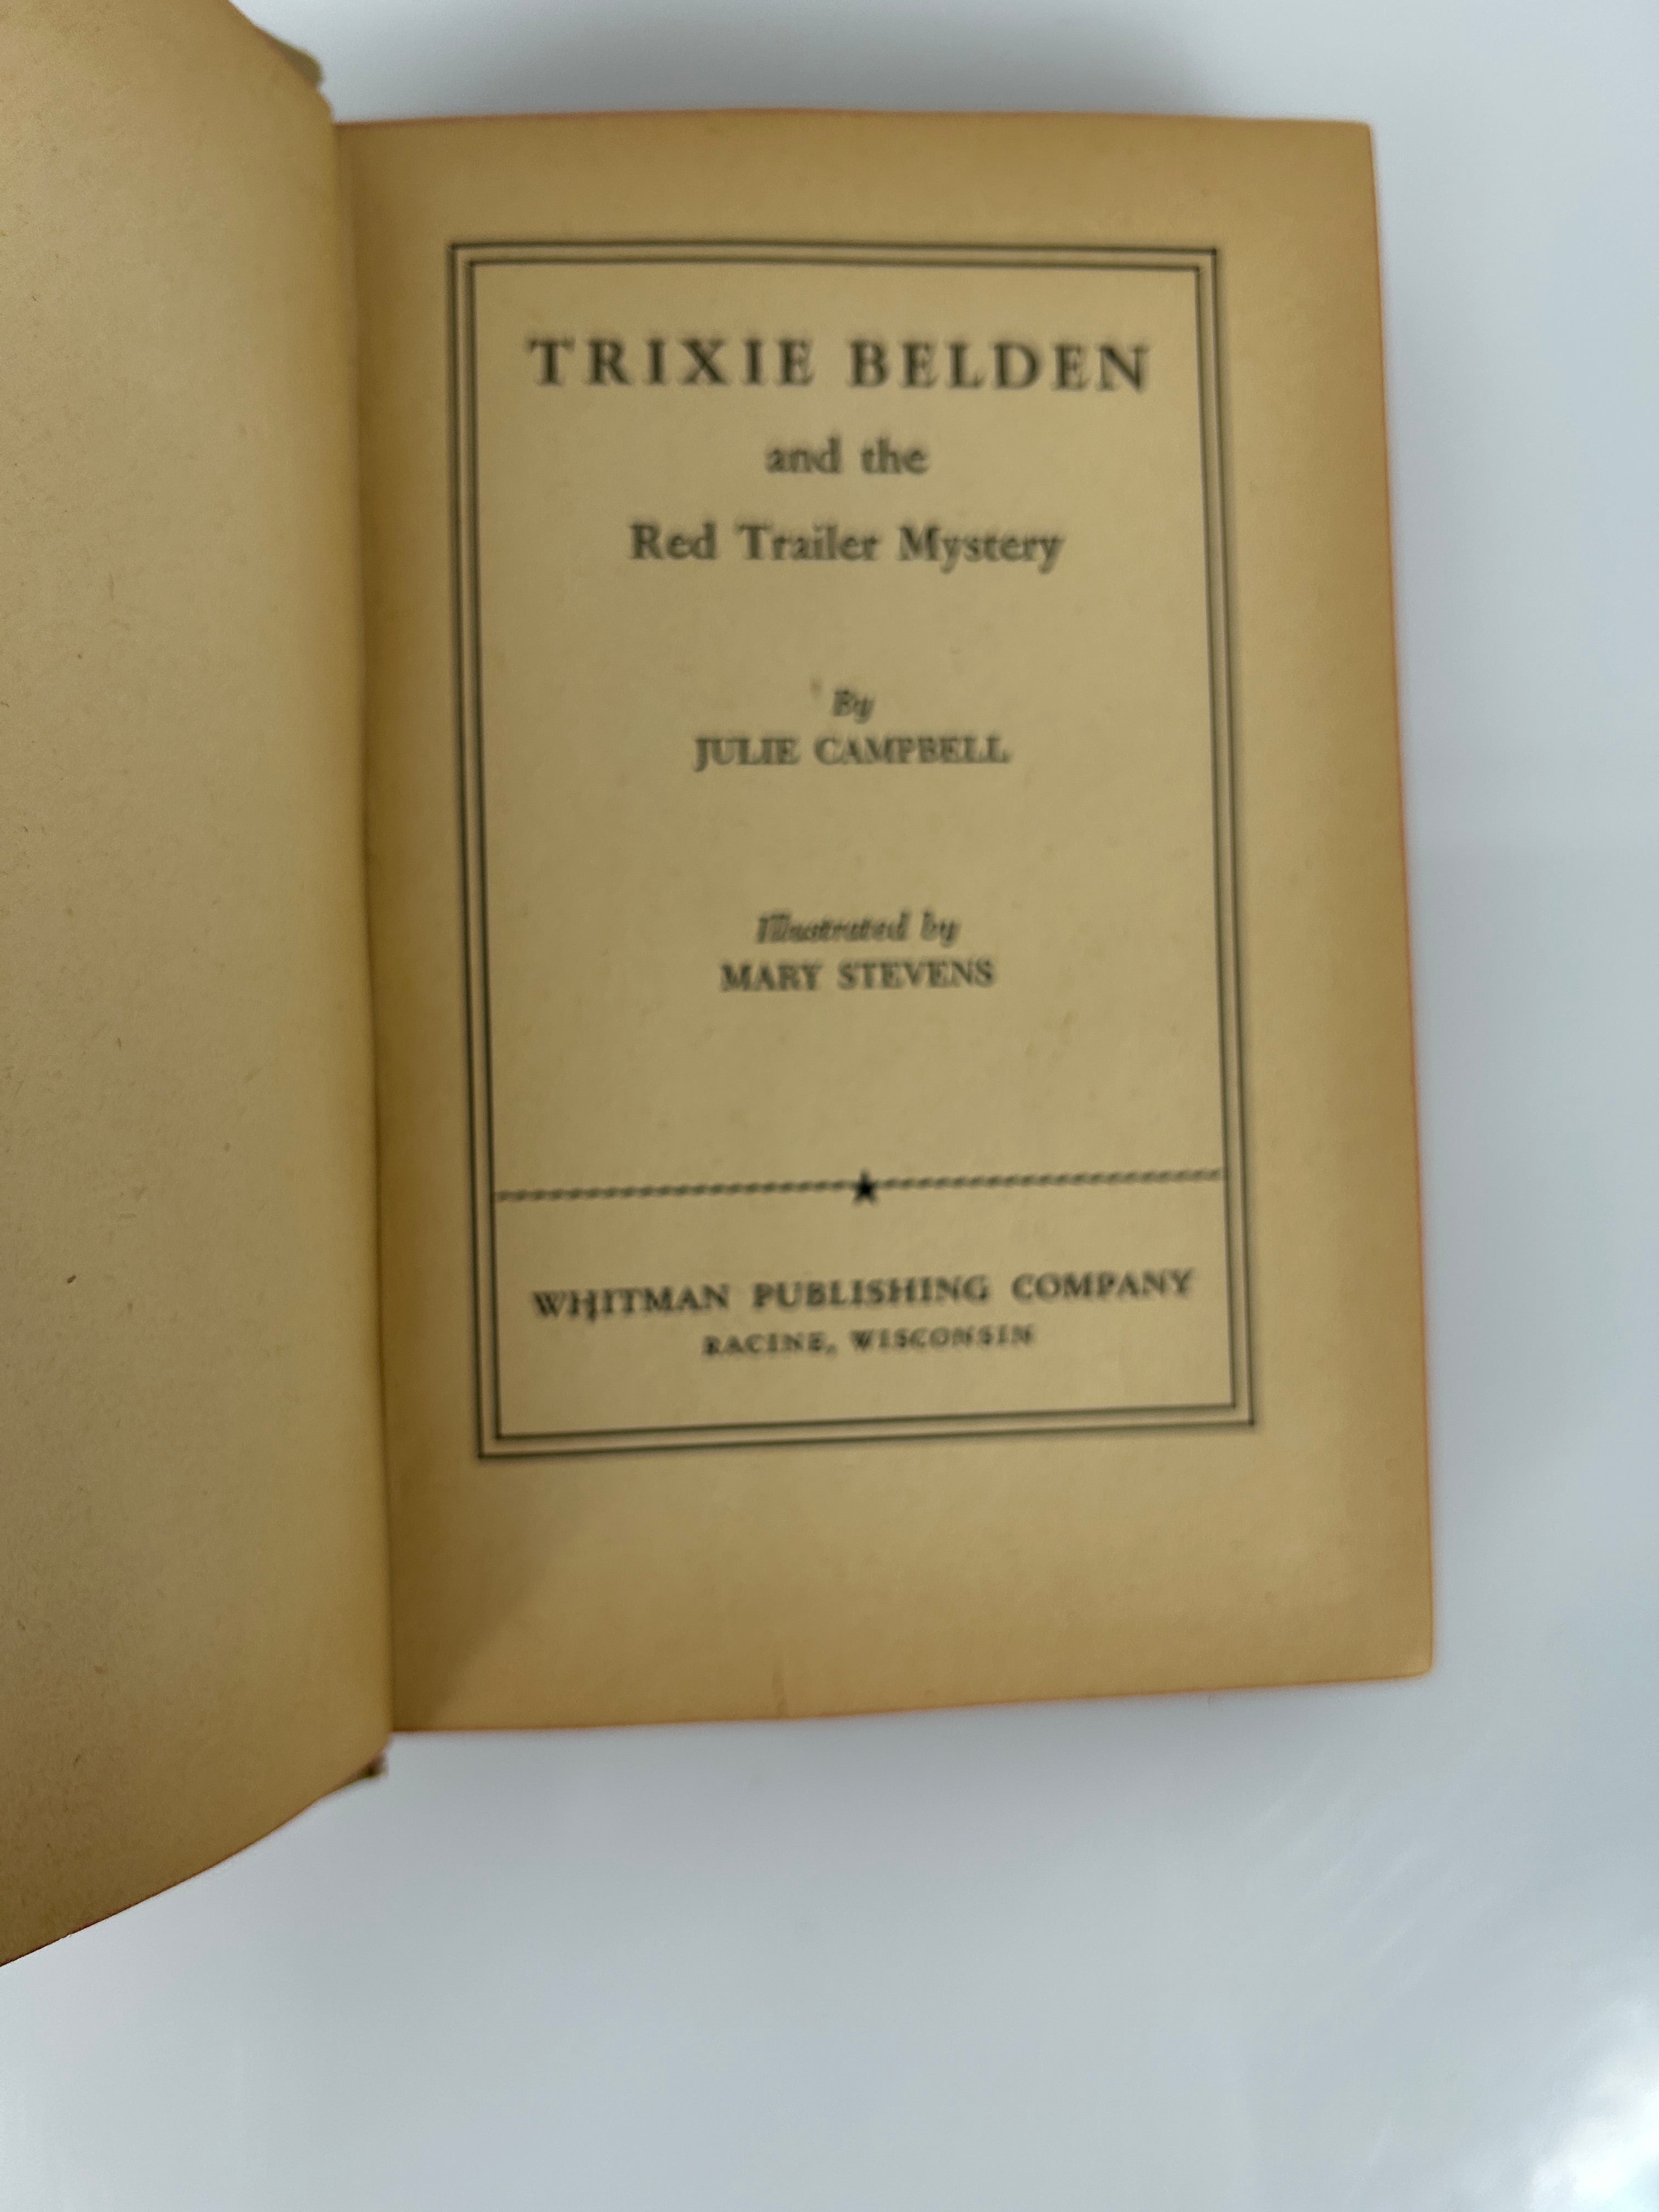 TRIXIE BELDEN
and the
Red Trailer Mystery
By
JULIE CAMPBELL
Illustrated by
MARY STEVENS
WHITMAN PUBLISHING COMPANY
RACINE, WISCONSIN